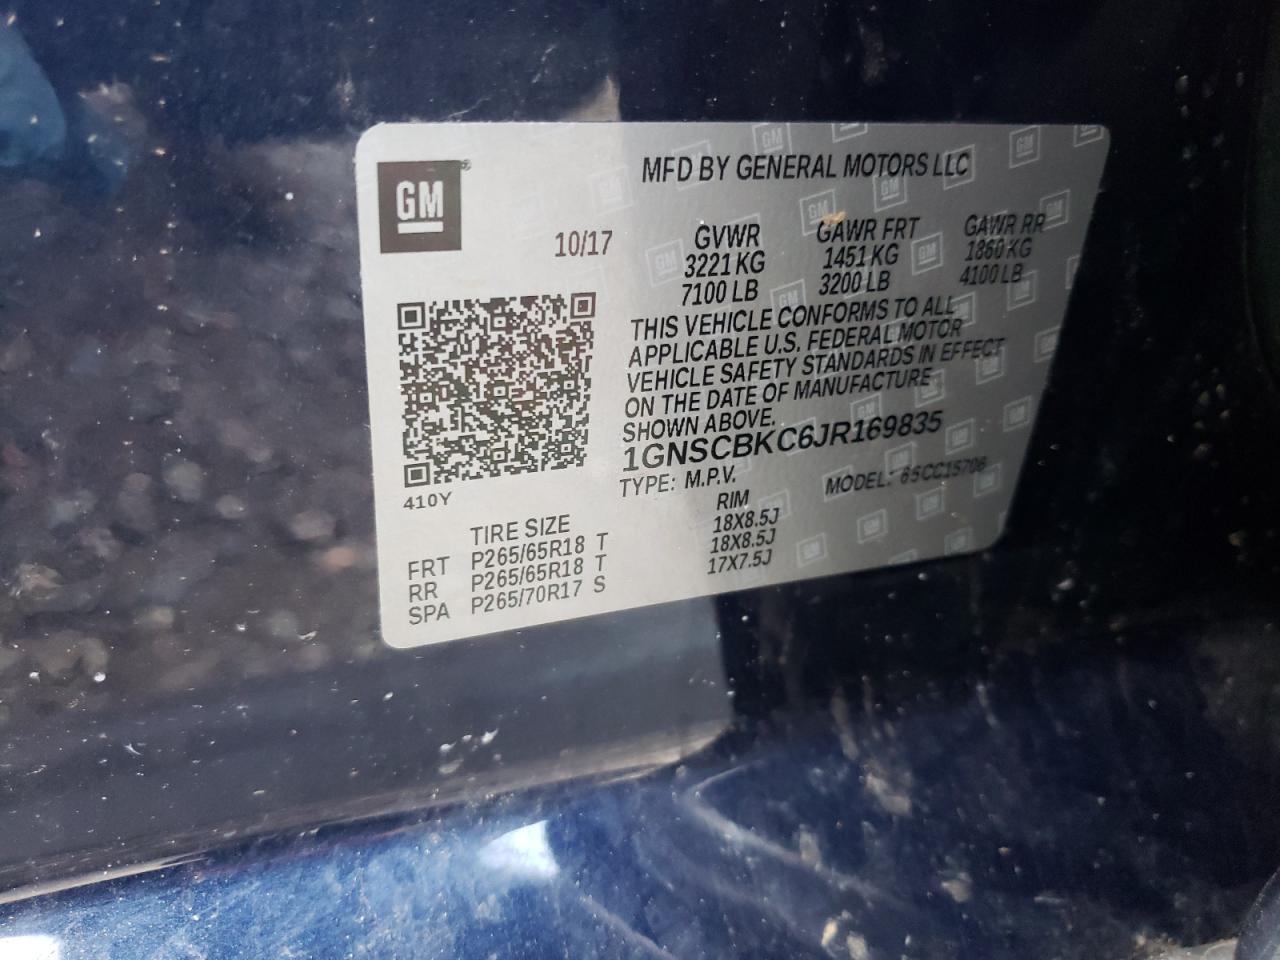 GM
MFD BY GENERAL MOTORS LLC
10/17
GVWR GAWR FRT GAWR RR
3221 KG 1451 KG 1860 KG
7100 LB 3200 LB 4100 LB
THIS VEHICLE CONFORMS TO ALL
APPLICABLE U.S. FEDERAL MOTOR
VEHICLE SAFETY STANDARDS IN EFFECT
ON THE DATE OF MANUFACTURE
SHOWN ABOVE.
1GNSCBKC6JR169835
TYPE: M.P.V. MODEL:
410Y
TIRE SIZE RIM
FRT P265/65R18 T 18X8.5J
RR P265/65R18 T 18X8.5J
SPA P265/70R17 S 17X7.5J